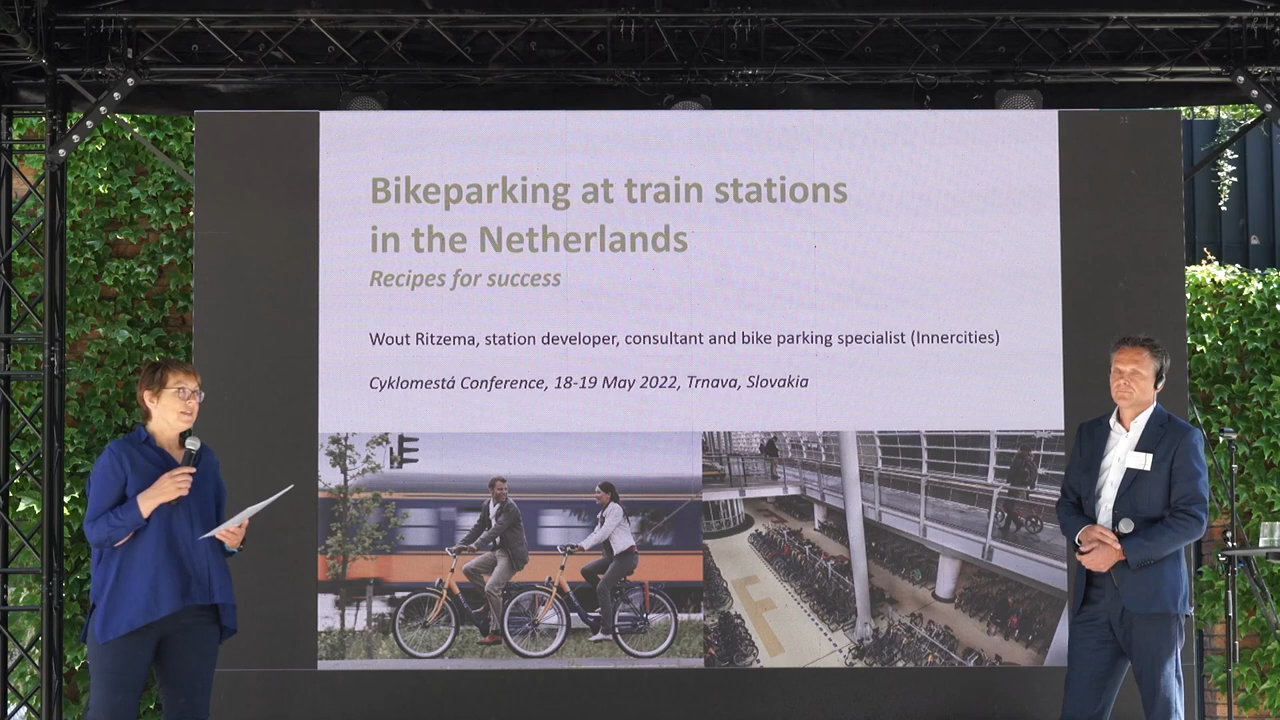 Bikeparking at train stations
in the Netherlands
Recipes for success
Wout Ritzema, station developer, consultant and bike parking specialist (Innercities)
Cyklomestá Conference, 18-19 May 2022, Trnava, Slovakia